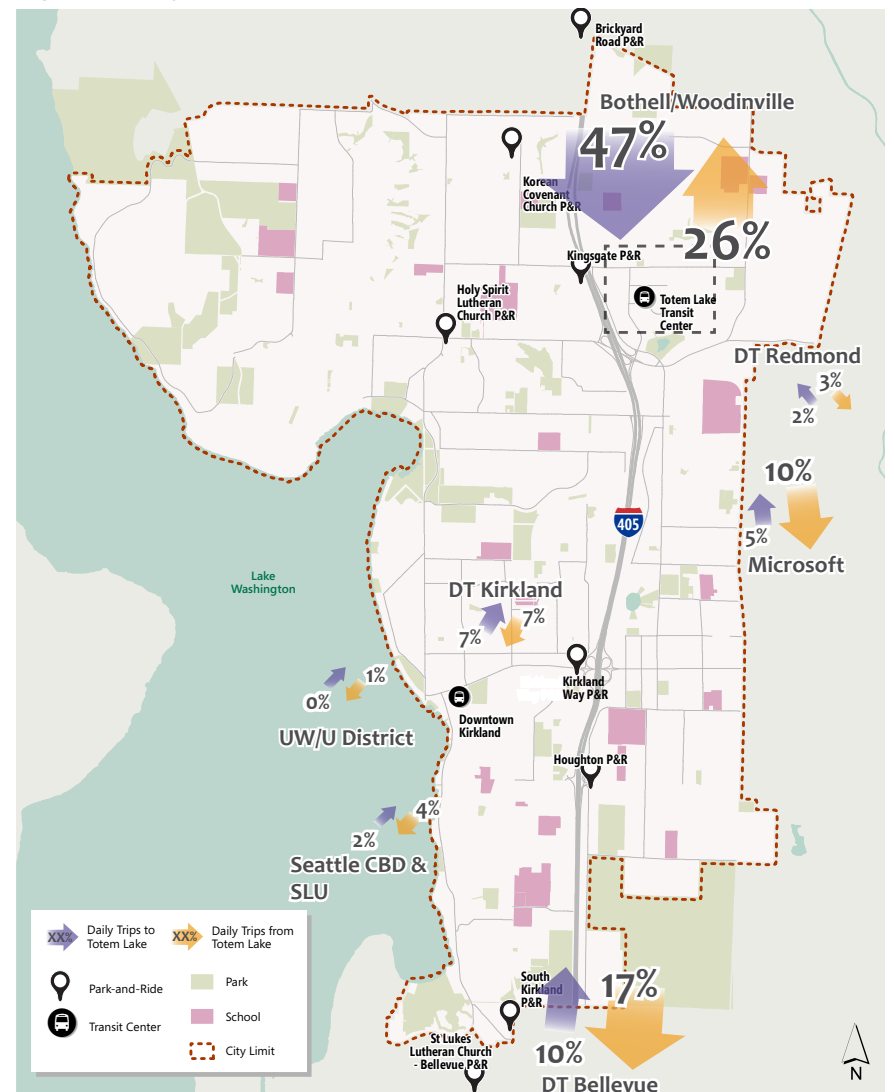 Brickyard
Road P&R
Bothell/Woodinville
47%
Korean
Covenant
Church P&R
26%
Kingsgate P&R
Holy Spirit
Lutheran
Church P&R
Totem Lake
Transit
Center
DT Redmond
3%
2%
10%
405
5%
Microsoft
Lake
Washington
DT Kirkland
7%
7%
1%
0%
Kirkland
Way P&R
Downtown
Kirkland
UW/U District
Houghton P&R
4%
2%
Seattle CBD &
SLU
XX%
Daily Trips to
Totem Lake
XX%
Daily Trips from
Totem Lake
Park-and-Ride
Park
Transit Center
School
City Limit
South
Kirkland
P&R
17%
St Lukes
Lutheran Church
- Bellevue P&R
10%
DT Bellevue
N